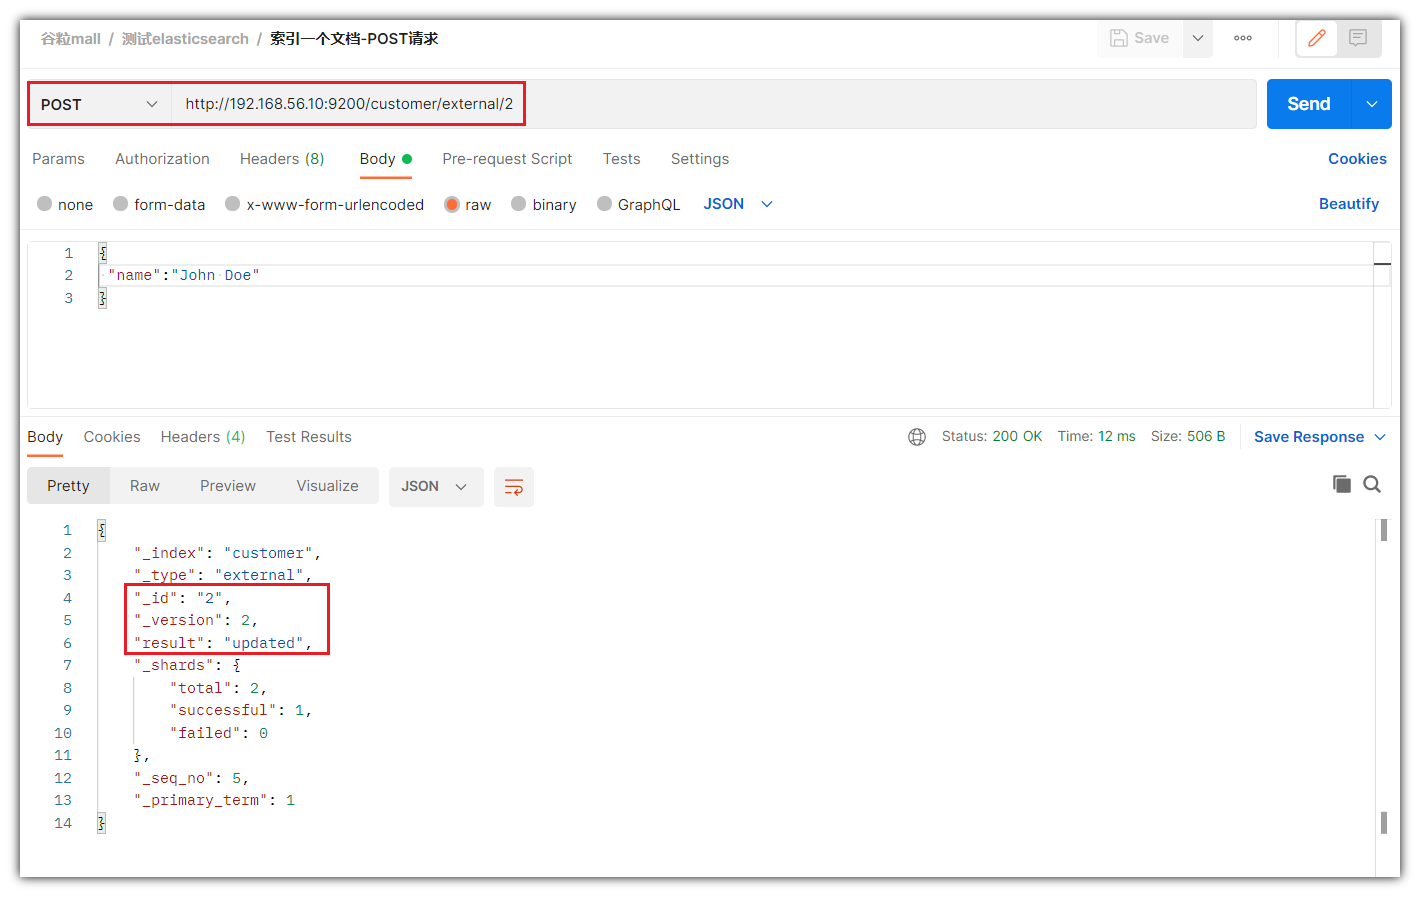 谷粒mall / 测试elasticsearch / 索引一个文档-POST请求
Save
POST http://192.168.56.10:9200/customer/external/2
Send
Params Authorization Headers (8) Body Pre-request Script Tests Settings Cookies
none form-data x-www-form-urlencoded raw binary GraphQL JSON Beautify
1 {
2 "name":"John Doe"
3 }
Body Cookies Headers (4) Test Results Status: 200 OK Time: 12 ms Size: 506 B Save Response
Pretty Raw Preview Visualize JSON
1 {
2 "_index": "customer",
3 "_type": "external",
4 "_id": "2",
5 "_version": 2,
6 "result": "updated",
7 "_shards": {
8 "total": 2,
9 "successful": 1,
10 "failed": 0
11 },
12 "_seq_no": 5,
13 "_primary_term": 1
14 }